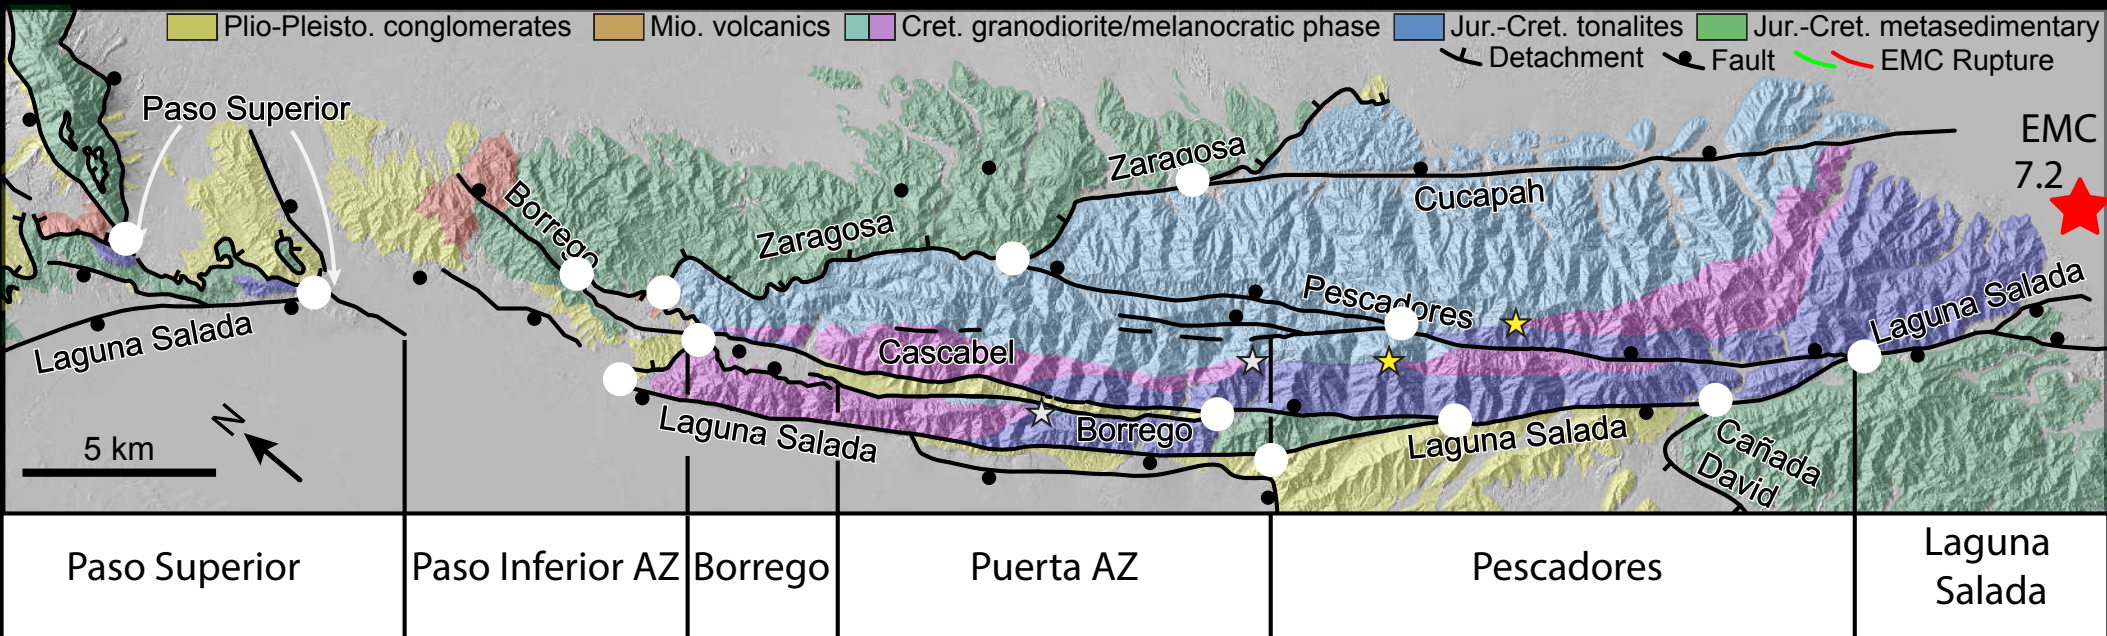 Plio-Pleisto. conglomerates Mio. volcanics Cret. granodiorite/melanocratic phase Jur.-Cret. tonalites Jur.-Cret. metasedimentary
Detachment Fault EMC Rupture
Paso Superior
EMC
7.2
Zaragosa
Borrego
Cucapah
Zaragosa
Pescadores
Laguna Salada
Laguna Salada
Cascabel
Laguna Salada
Borrego
Laguna Salada
Cañada
David
N
5 km
Paso Superior
Paso Inferior AZ
Borrego
Puerta AZ
Pescadores
Laguna
Salada